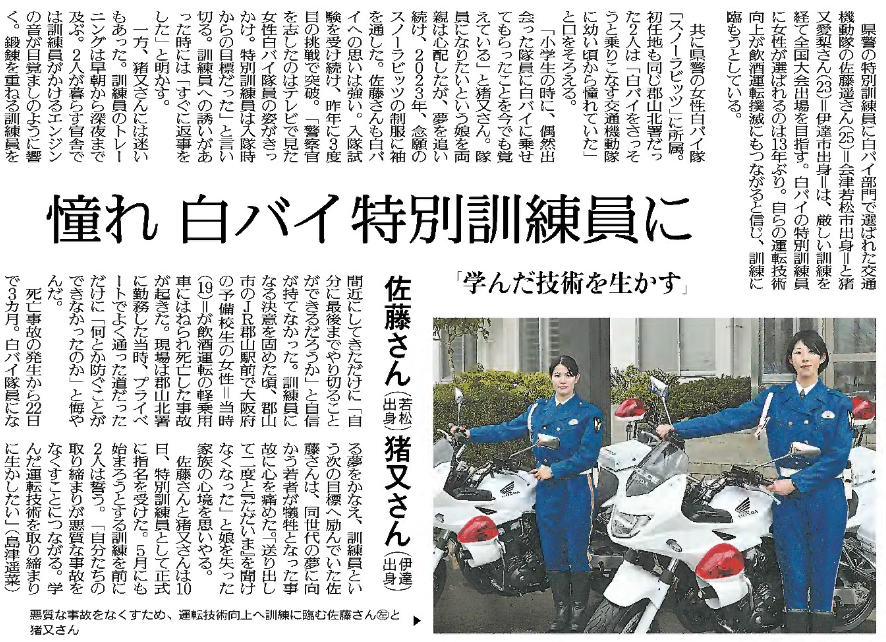 憧れ 白バイ特別訓練員に
「学んだ技術を生かす」
佐藤さん(若松出身) 猪又さん(伊達出身)
県警の特別訓練員に白バイ部門で選ばれた交通
機動隊の佐藤遥さん(25)＝会津若松市出身＝と猪
又愛梨さん(23)＝伊達市出身＝は、厳しい訓練を
経て全国大会出場を目指す。白バイの特別訓練員
に女性が選ばれるのは13年ぶり。自らの運転技術
向上が飲酒運転撲滅にもつながると信じ、訓練に
臨もうとしている。
共に県警の女性白バイ隊
「スノーラビッツ」に所属。
初任地も同じ郡山北署だっ
た2人は「白バイをさっそ
うと乗りこなす交通機動隊
に幼い頃から憧れていた」
と口をそろえる。
「小学生の時に、偶然出
会った隊員に白バイに乗せ
てもらったことを今でも覚
えている」と猪又さん。隊
員になりたいという娘を両
親は心配したが、夢を追い
続け、2023年、念願の
スノーラビッツの制服に袖
を通した。佐藤さんも白バ
イへの思いは強い。入隊試
験を受け続け、昨年に3度
目の挑戦で突破。「警察官
を志したのはテレビで見た
女性白バイ隊員の姿がきっ
かけ。特別訓練員は入隊時
からの目標だった」と言い
切る。訓練員への誘いがあ
った時には「すぐに返事を
した」と明かす。
一方、猪又さんには迷い
もあった。訓練員のトレー
ニングは早朝から深夜まで
及ぶ。2人が暮らす官舎で
は訓練員がかけるエンジン
の音が目覚ましのように響
く。鍛錬を重ねる訓練員を
間近にしてきただけに「自
分に最後までやり切ること
ができるだろうか」と自信
が持てなかった。訓練員に
なる決意を固めた頃、郡山
市のJR郡山駅前で大阪府
の予備校生の女性＝当時
(19)＝が飲酒運転の軽乗用
車にはねられ死亡した事故
が起きた。現場は郡山北署
に勤務した当時、プライベ
ートでよく通った道だった
だけに「何とか防ぐことが
できなかったのか」と悔や
んだ。
死亡事故の発生から22日
で3カ月。白バイ隊員にな
る夢をかなえ、訓練員とい
う次の目標へ励んでいた佐
藤さんは、同世代の夢に向
かう若者が犠牲となった事
故に心を痛めた。「送り出し
て二度と『ただいま』を聞け
なくなった」と娘を失った
家族の心境を思いやる。
佐藤さんと猪又さんは10
日、特別訓練員として正式
に指名を受けた。5月にも
始まろうとする訓練を前に
2人は誓う。「自分たちの
取り締まりが悪質な事故を
なくすことにつながる。学
んだ運転技術を取り締まり
に生かしたい」(島津遥菜)
悪質な事故をなくすため、運転技術向上へ訓練に臨む佐藤さん㊧と
猪又さん